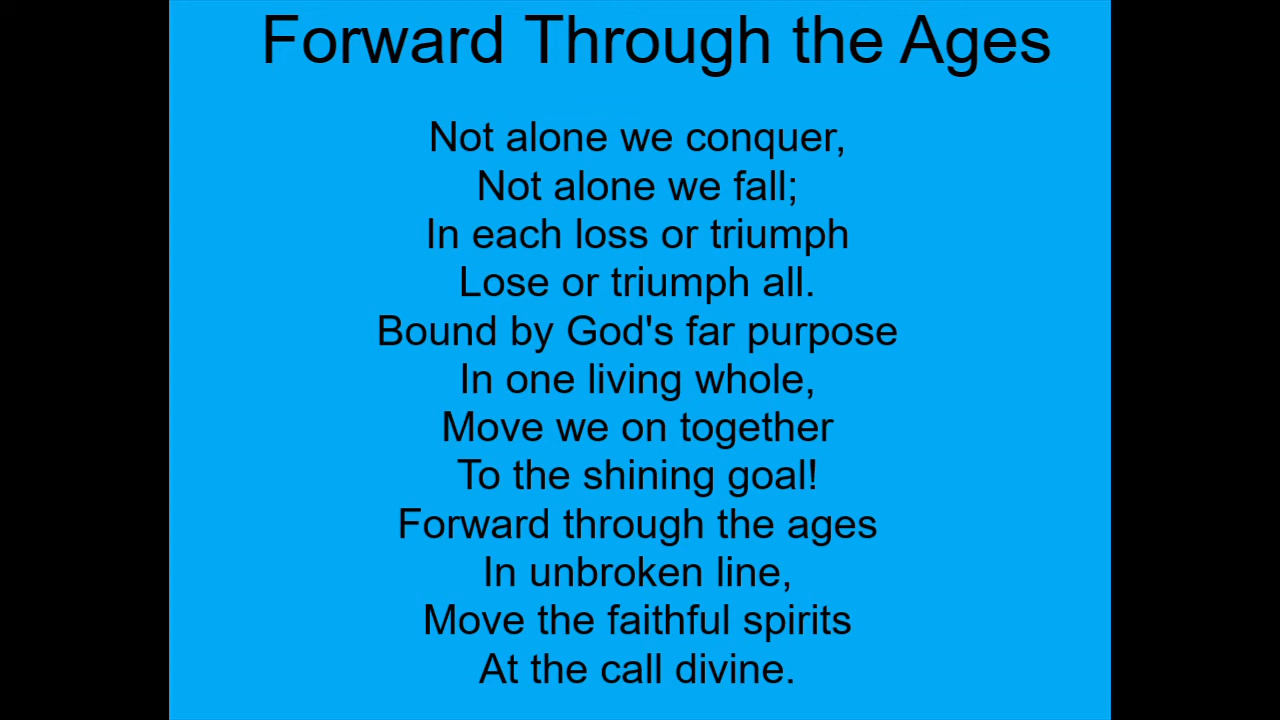 Forward Through the Ages
Not alone we conquer,
Not alone we fall;
In each loss or triumph
Lose or triumph all.
Bound by God's far purpose
In one living whole,
Move we on together
To the shining goal!
Forward through the ages
In unbroken line,
Move the faithful spirits
At the call divine.